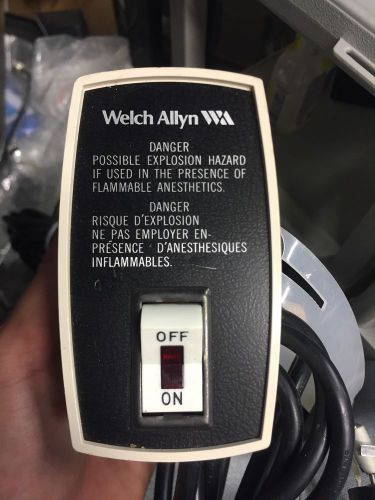 Welch Allyn WA
DANGER
POSSIBLE EXPLOSION HAZARD
IF USED IN THE PRESENCE OF
FLAMMABLE ANESTHETICS.
DANGER
RISQUE D'EXPLOSION
NE PAS EMPLOYER EN-
PRÉSENCE D'ANESTHESIQUES
INFLAMMABLES.
OFF
ON